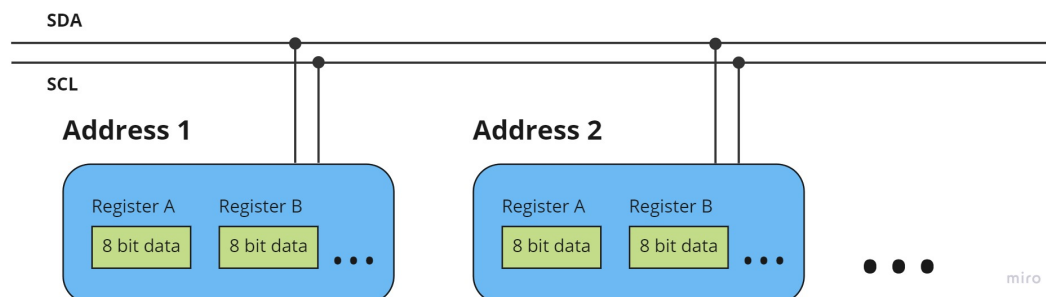 SDA
SCL
Address 1
Address 2
Register A
Register B
Register A
Register B
8 bit data
8 bit data
8 bit data
8 bit data
miro